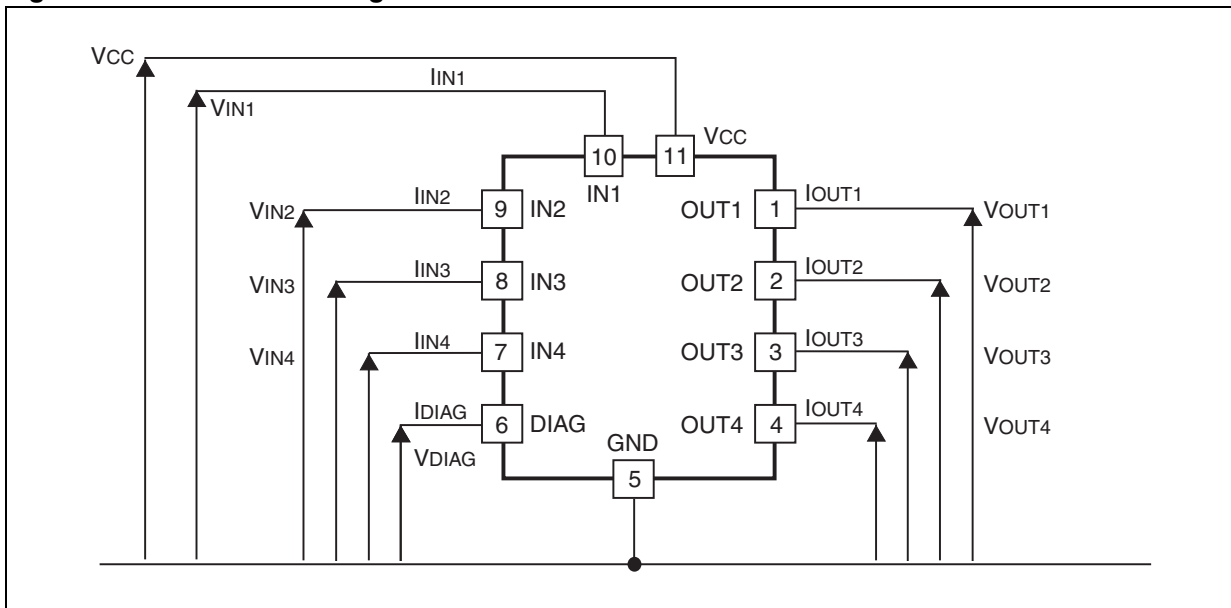 VCC
IIN1
VIN1
VCC
10
11
IN1
VIN2
IIN2
9
IN2
OUT1
1
IOUT1
VOUT1
VIN3
IIN3
8
IN3
OUT2
2
IOUT2
VOUT2
VIN4
IIN4
7
IN4
OUT3
3
IOUT3
VOUT3
IDIAG
6
DIAG
OUT4
4
IOUT4
VOUT4
VDIAG
GND
5